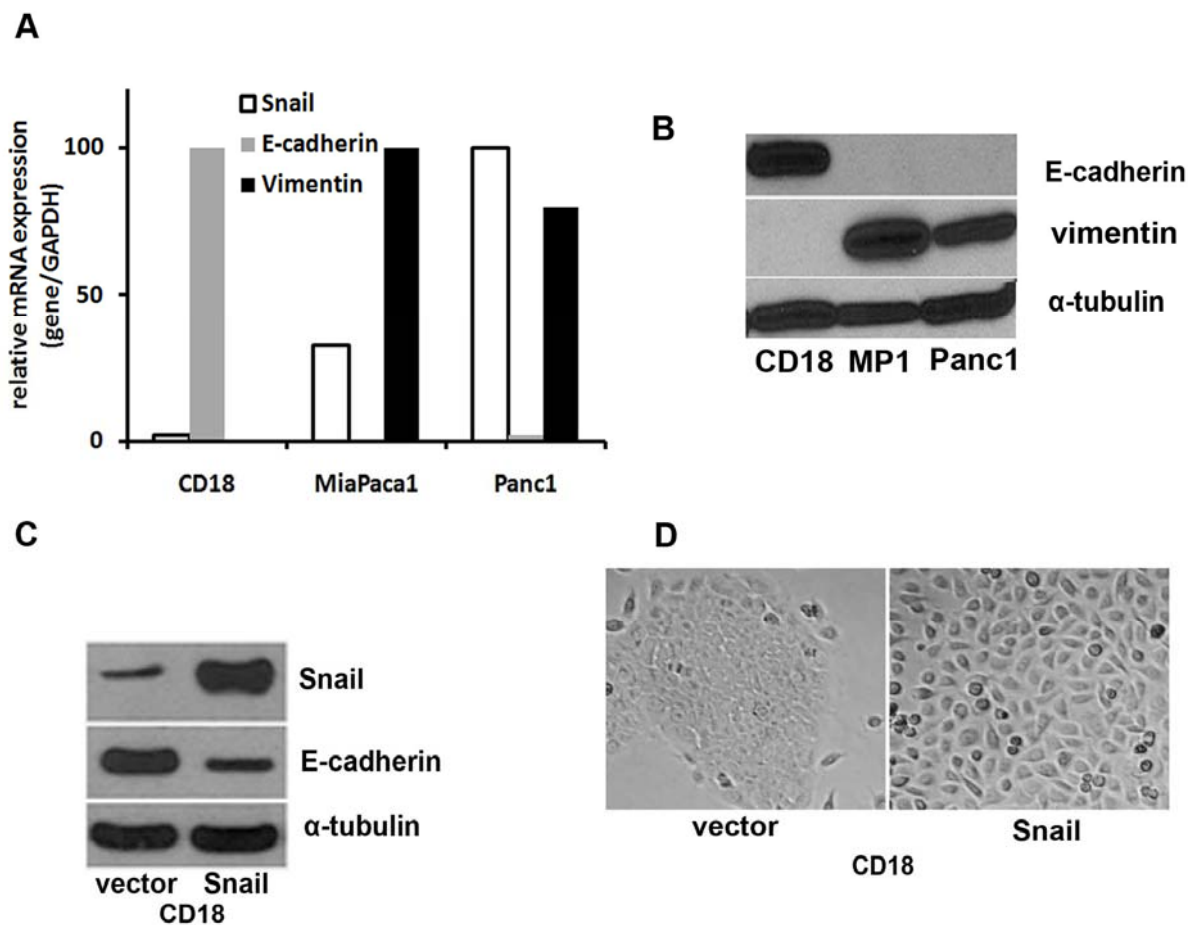 A
relative mRNA expression
(gene/GAPDH)
100
50
0
Snail
E-cadherin
Vimentin
CD18 MiaPaca1 Panc1
B
E-cadherin
vimentin
α-tubulin
CD18 MP1 Panc1
C
Snail
E-cadherin
α-tubulin
vector Snail
CD18
D
vector Snail
CD18